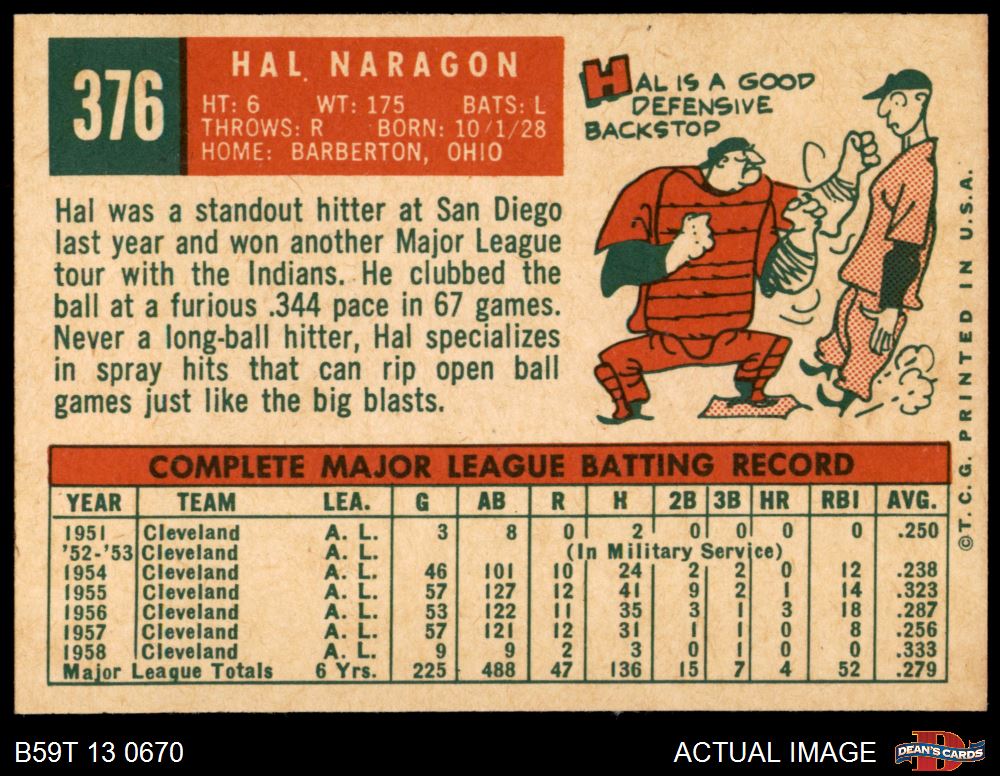 376
HAL NARAGON
HT: 6 WT: 175 BATS: L
THROWS: R BORN: 10/1/28
HOME: BARBERTON, OHIO
HAL IS A GOOD
DEFENSIVE
BACKSTOP
Hal was a standout hitter at San Diego
last year and won another Major League
tour with the Indians. He clubbed the
ball at a furious .344 pace in 67 games.
Never a long-ball hitter, Hal specializes
in spray hits that can rip open ball
games just like the big blasts.
©T. C. G. PRINTED IN U.S.A.
COMPLETE MAJOR LEAGUE BATTING RECORD
YEAR TEAM LEA. G AB R H 2B 3B HR RBI AVG.
1951 Cleveland A. L. 3 8 0 2 0 0 0 0 .250
'52-'53 Cleveland A. L. (In Military Service)
1954 Cleveland A. L. 46 101 10 24 2 2 0 12 .238
1955 Cleveland A. L. 57 127 12 41 9 2 1 14 .323
1956 Cleveland A. L. 53 122 11 35 3 1 3 18 .287
1957 Cleveland A. L. 57 121 12 31 1 1 0 8 .256
1958 Cleveland A. L. 9 9 2 3 0 1 0 0 .333
Major League Totals 6 Yrs. 225 488 47 136 15 7 4 52 .279
B59T 13 0670
ACTUAL IMAGE
D
DEAN'S CARDS